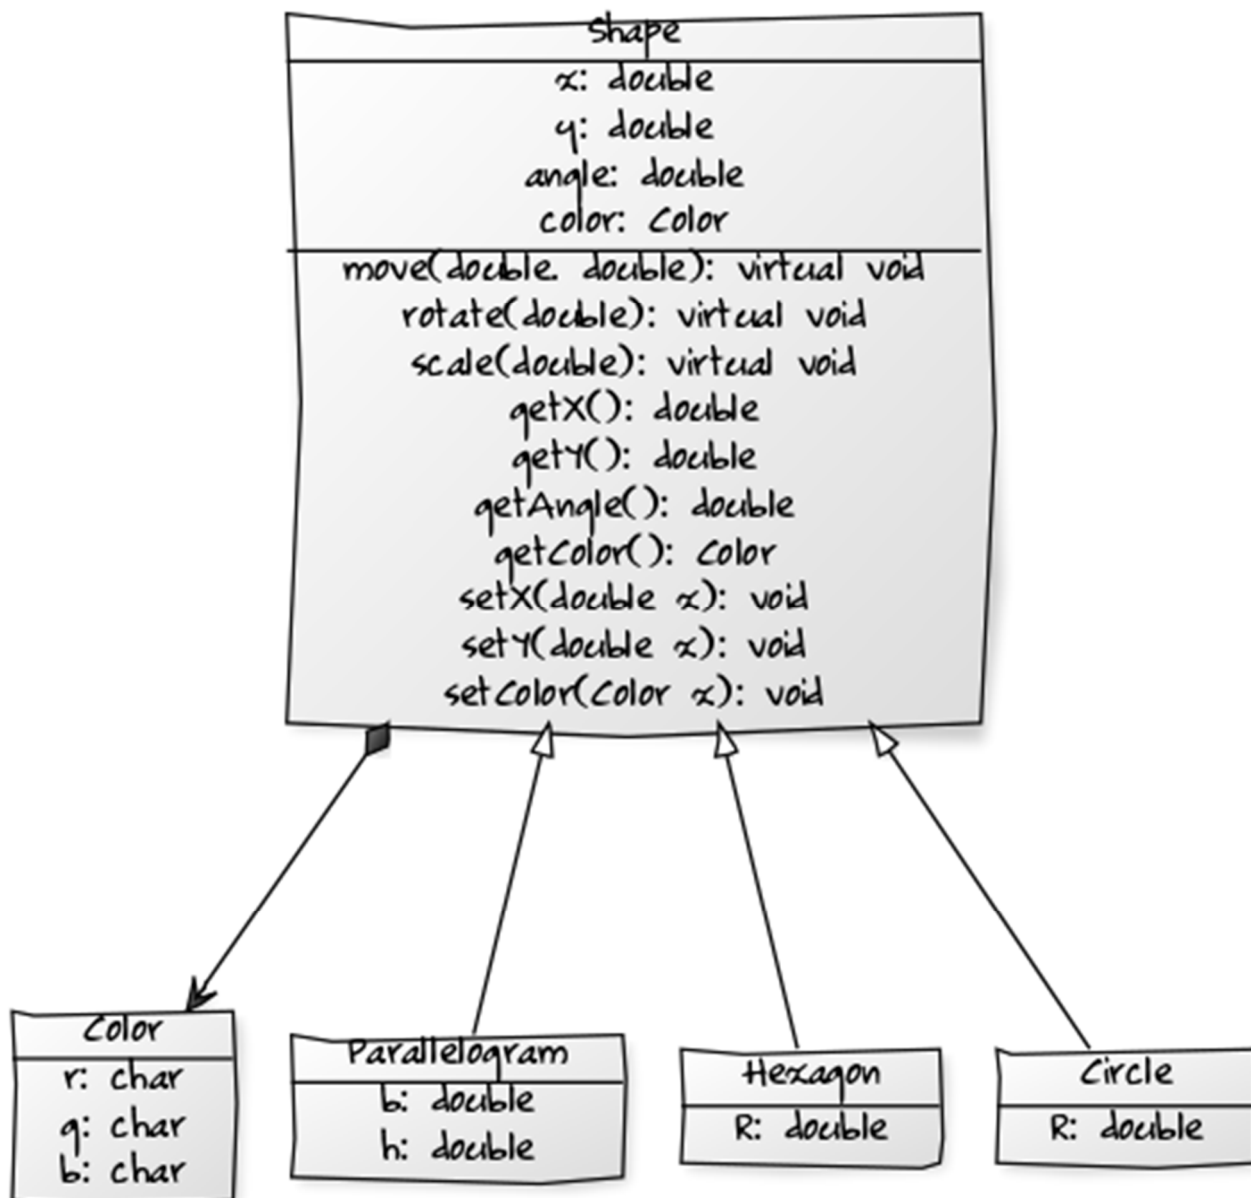 Shape
x: double
y: double
angle: double
color: Color
move(double. double): virtual void
rotate(double): virtual void
scale(double): virtual void
getX(): double
getY(): double
getAngle(): double
getColor(): Color
setX(double x): void
setY(double x): void
setColor(Color x): void
Color
r: char
g: char
b: char
Parallelogram
b: double
h: double
Hexagon
R: double
Circle
R: double